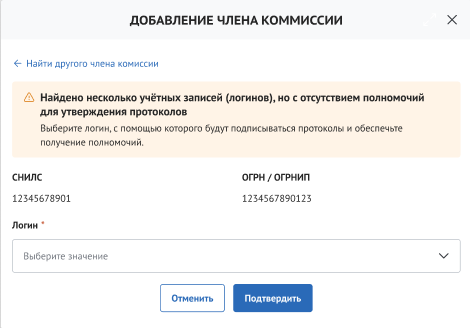 ДОБАВЛЕНИЕ ЧЛЕНА КОММИССИИ
Найти другого члена комиссии
Найдено несколько учётных записей (логинов), но с отсутствием полномочий
для утверждения протоколов
Выберите логин, с помощью которого будут подписываться протоколы и обеспечьте
получение полномочий.
СНИЛС
ОГРН / ОГРНИП
12345678901
1234567890123
Логин *
Выберите значение
Отменить
Подтвердить